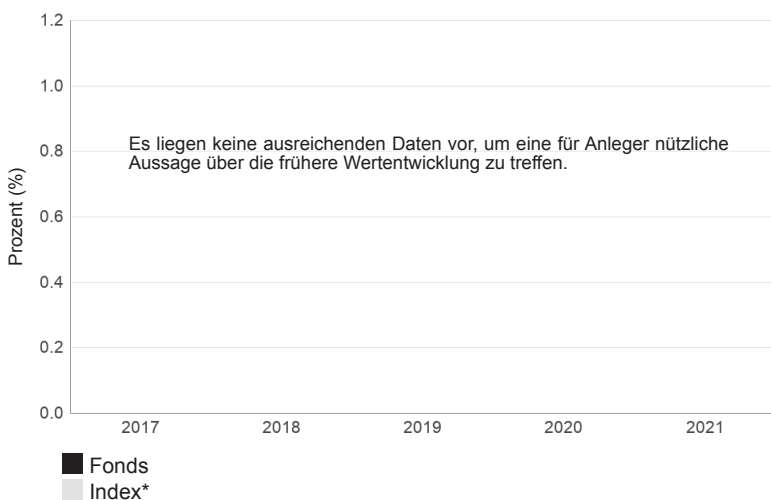 1.2
1.0
Es liegen keine ausreichenden Daten vor, um eine für Anleger nützliche
0.8
Aussage über die frühere Wertentwicklung zu treffen.
Prozent (%)
0.6
0.4
0.2
0.0
2017 2018 2019 2020 2021
Fonds
Index*